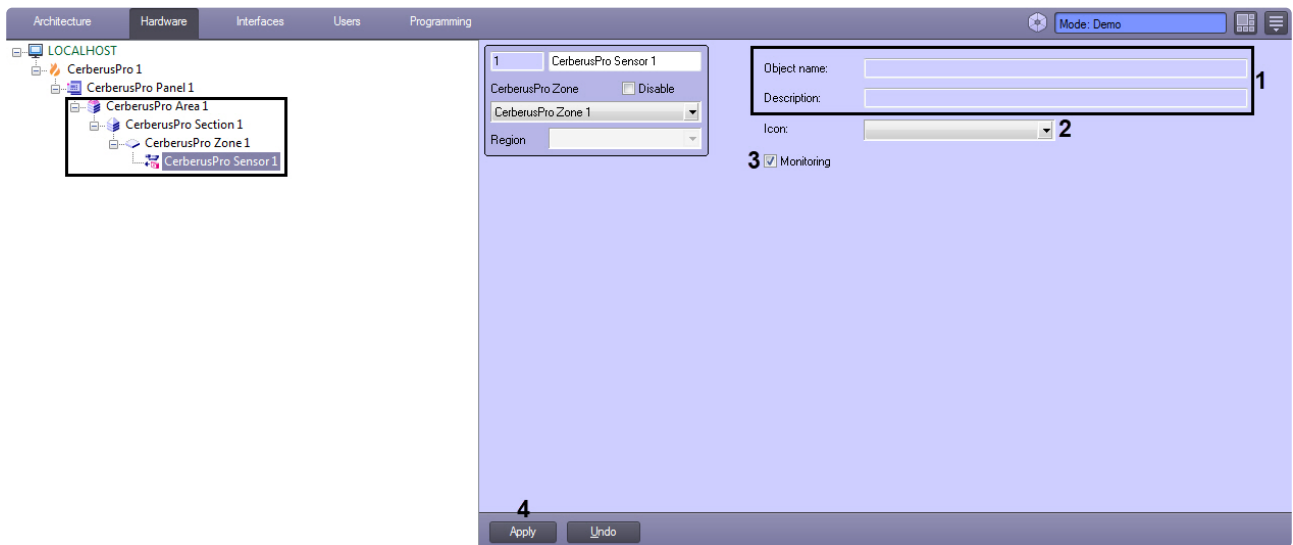 Architecture Hardware Interfaces Users Programming Mode: Demo
LOCALHOST
CerberusPro 1
CerberusPro Panel 1
CerberusPro Area 1
CerberusPro Section 1
CerberusPro Zone 1
CerberusPro Sensor 1
1 CerberusPro Sensor 1
CerberusPro Zone Disable
CerberusPro Zone 1
Region
Object name:
Description:
1
Icon: 2
3 Monitoring
4
Apply Undo